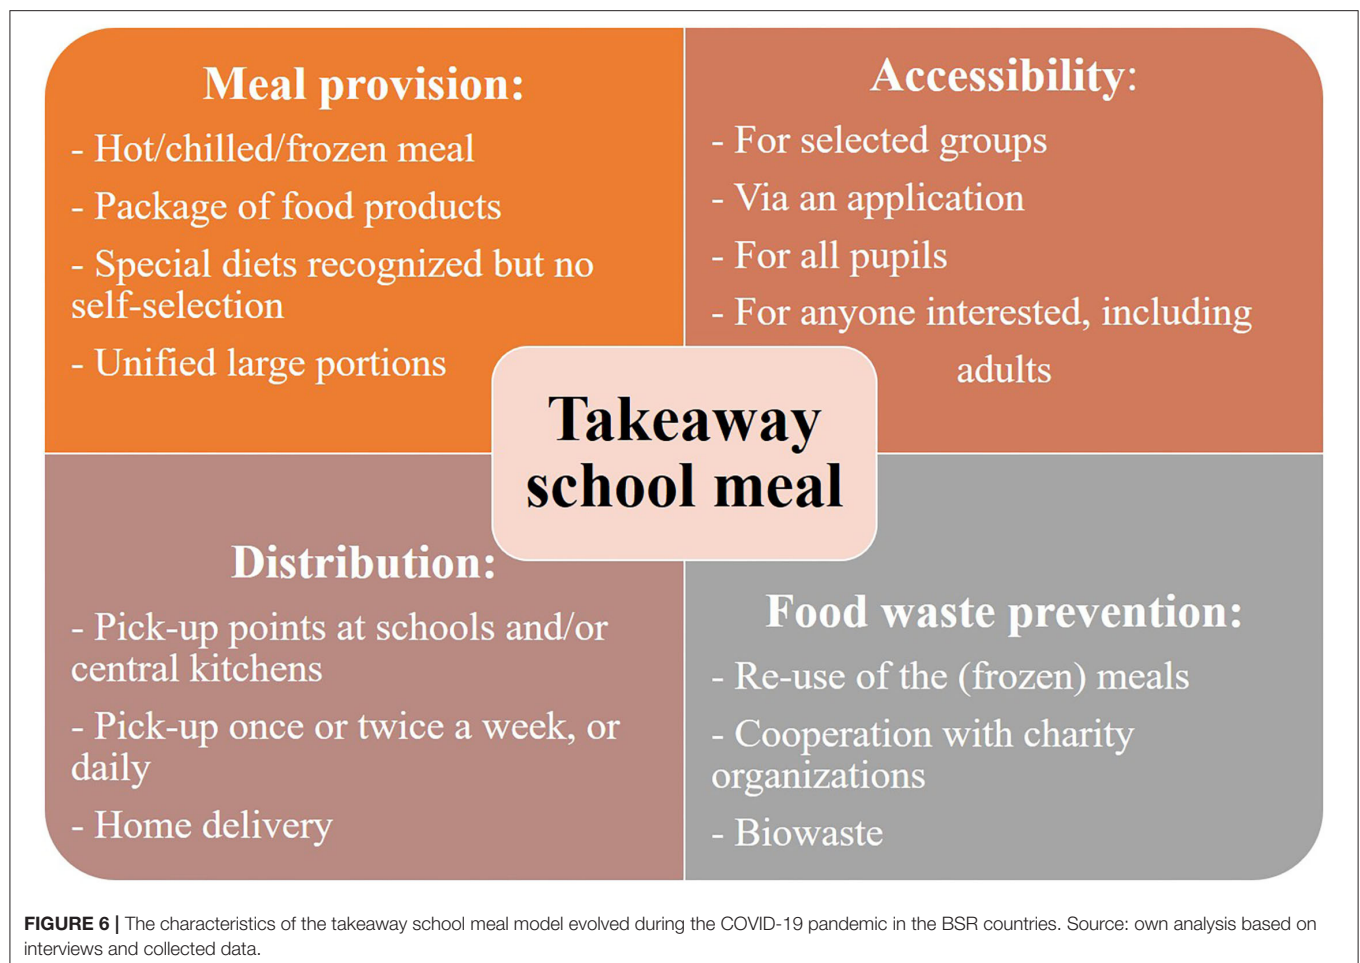 Meal provision:
- Hot/chilled/frozen meal
- Package of food products
- Special diets recognized but no
self-selection
- Unified large portions
Accessibility:
- For selected groups
- Via an application
- For all pupils
- For anyone interested, including
adults
Takeaway
school meal
Distribution:
- Pick-up points at schools and/or
central kitchens
- Pick-up once or twice a week, or
daily
- Home delivery
Food waste prevention:
- Re-use of the (frozen) meals
- Cooperation with charity
organizations
- Biowaste
FIGURE 6 | The characteristics of the takeaway school meal model evolved during the COVID-19 pandemic in the BSR countries. Source: own analysis based on
interviews and collected data.